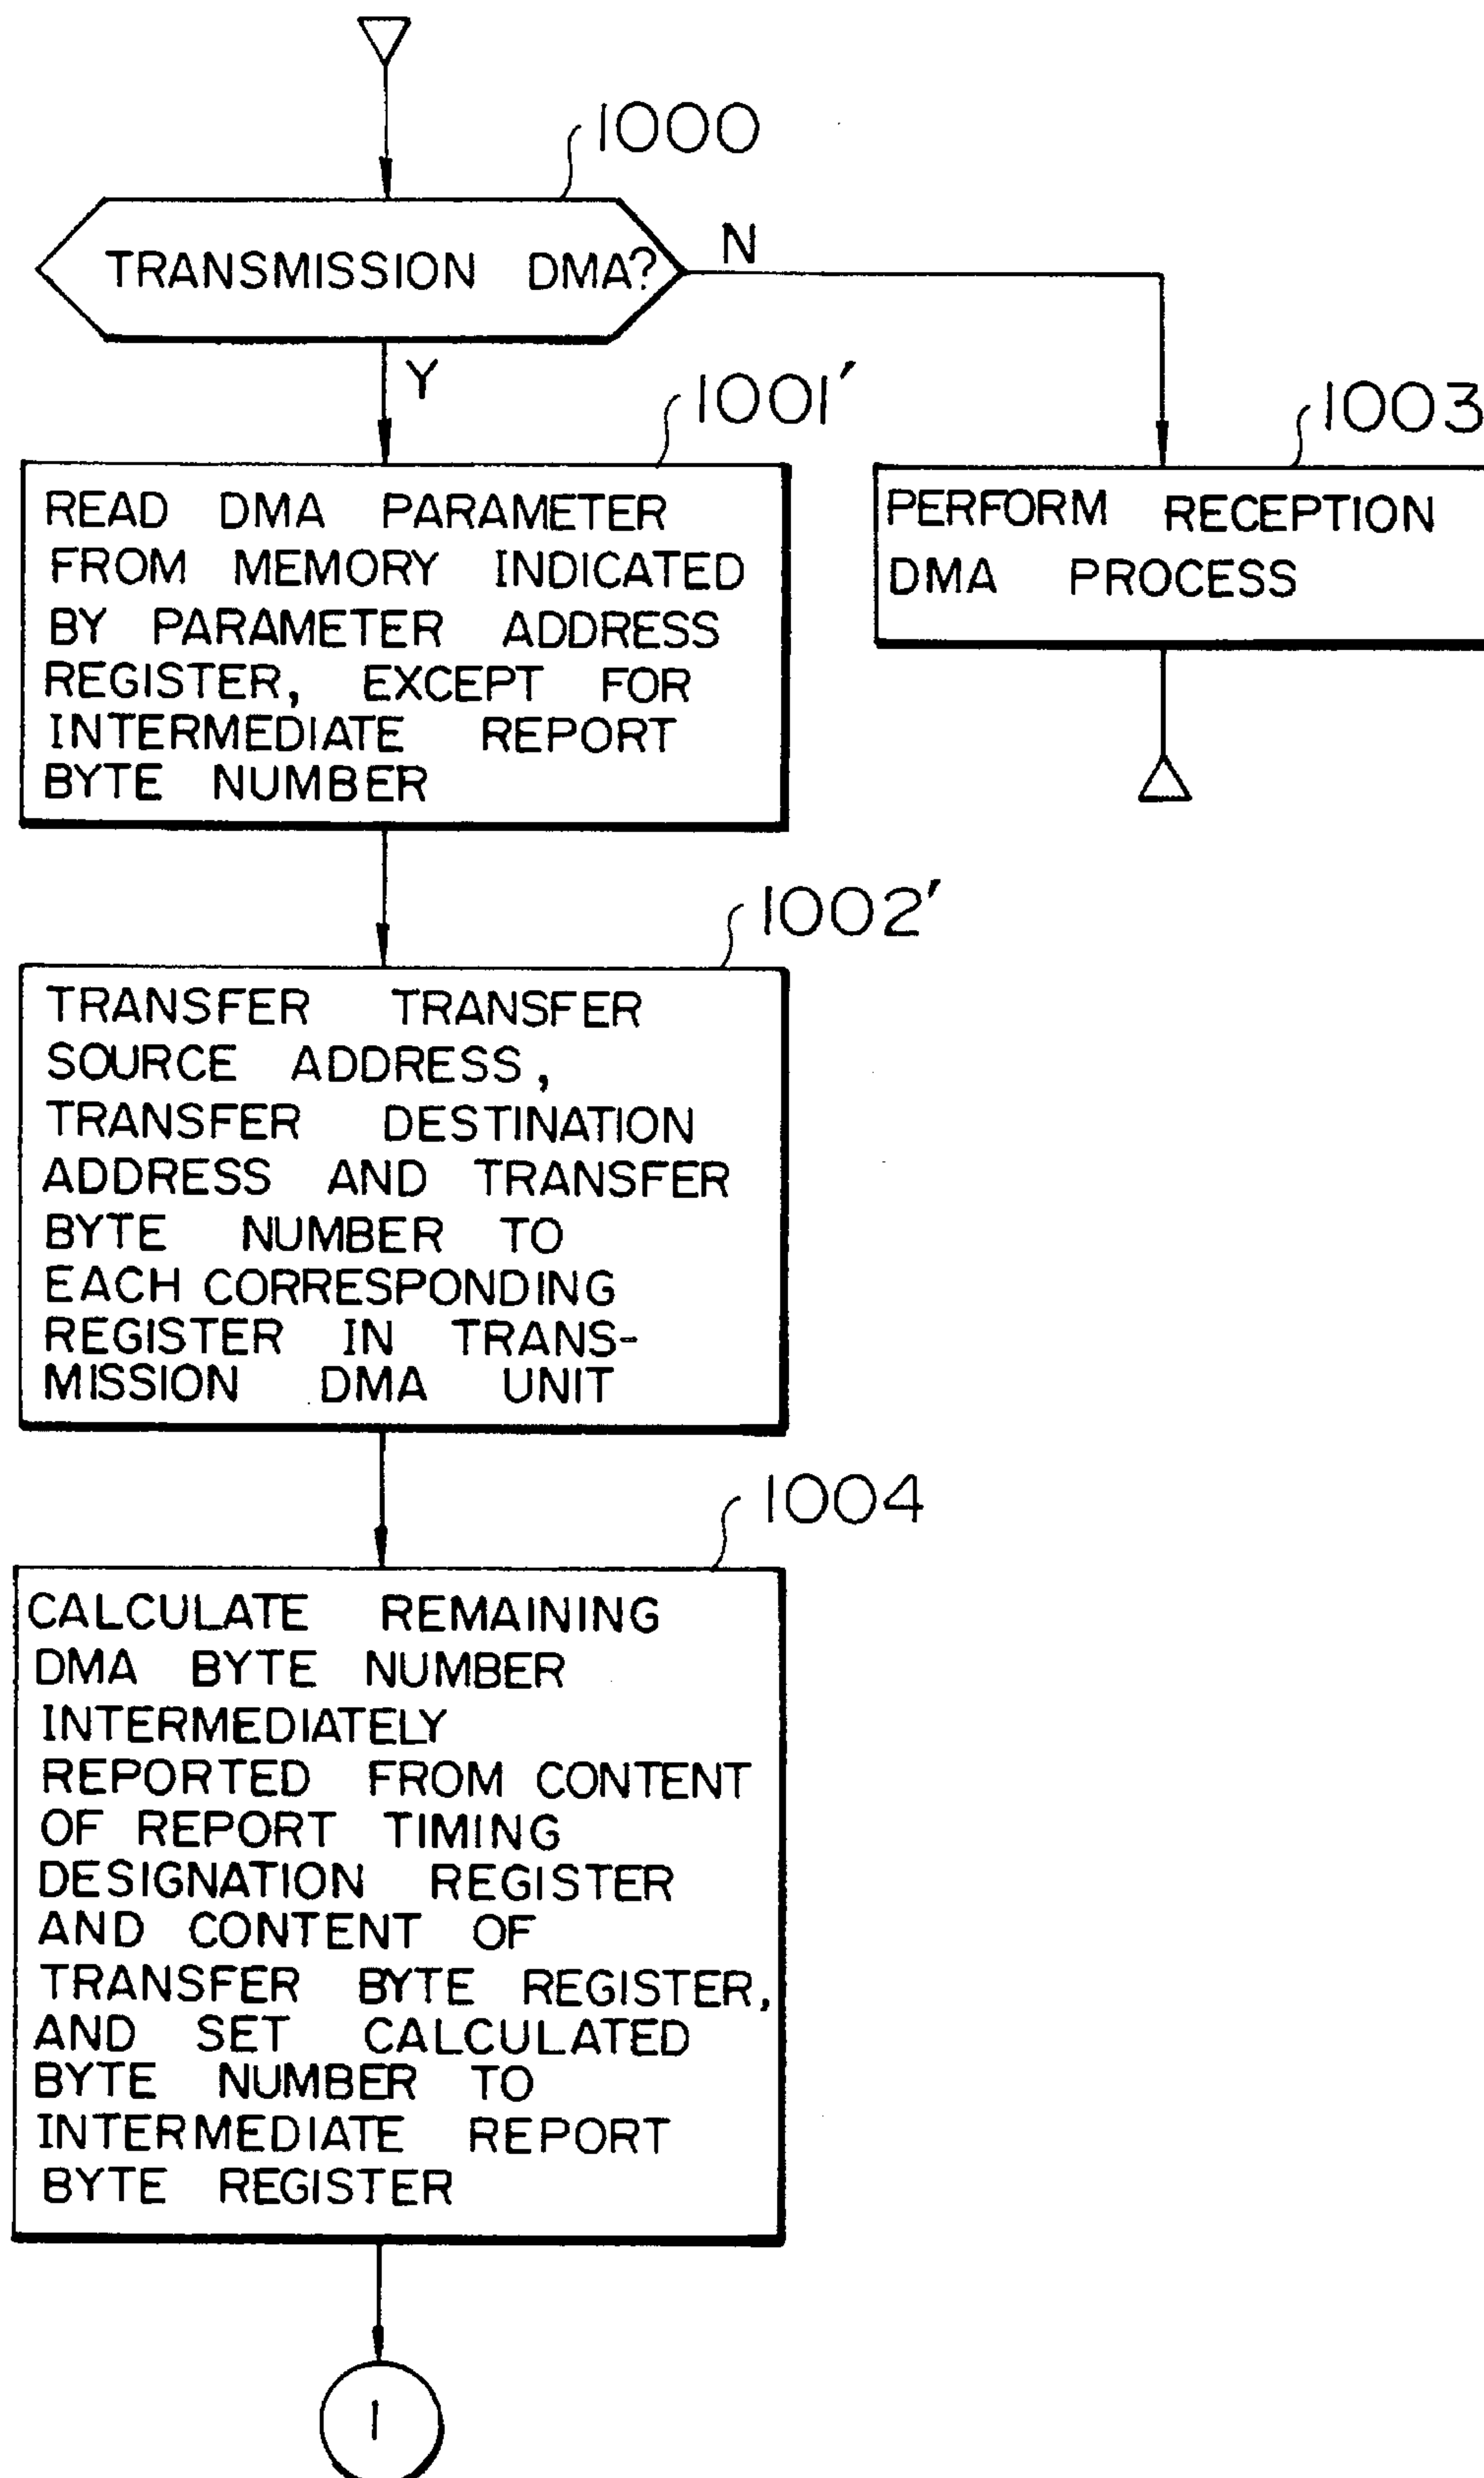 1000
TRANSMISSION DMA?
N
Y
1001'
READ DMA PARAMETER
FROM MEMORY INDICATED
BY PARAMETER ADDRESS
REGISTER, EXCEPT FOR
INTERMEDIATE REPORT
BYTE NUMBER
1003
PERFORM RECEPTION
DMA PROCESS
1002'
TRANSFER TRANSFER
SOURCE ADDRESS,
TRANSFER DESTINATION
ADDRESS AND TRANSFER
BYTE NUMBER TO
EACH CORRESPONDING
REGISTER IN TRANS-
MISSION DMA UNIT
1004
CALCULATE REMAINING
DMA BYTE NUMBER
INTERMEDIATELY
REPORTED FROM CONTENT
OF REPORT TIMING
DESIGNATION REGISTER
AND CONTENT OF
TRANSFER BYTE REGISTER,
AND SET CALCULATED
BYTE NUMBER TO
INTERMEDIATE REPORT
BYTE REGISTER
1